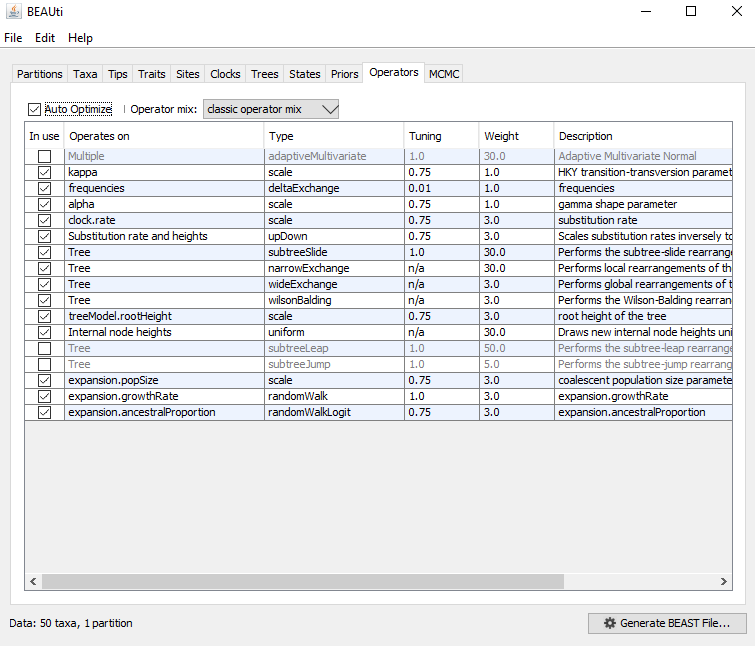 BEAUti
File Edit Help
Partitions Taxa Tips Traits Sites Clocks Trees States Priors Operators MCMC
Auto Optimize Operator mix: classic operator mix
In use Operates on Type Tuning Weight Description
Multiple adaptiveMultivariate 1.0 30.0 Adaptive Multivariate Normal
kappa scale 0.75 1.0 HKY transition-transversion paramet
frequencies deltaExchange 0.01 1.0 frequencies
alpha scale 0.75 1.0 gamma shape parameter
clock.rate scale 0.75 3.0 substitution rate
Substitution rate and heights upDown 0.75 3.0 Scales substitution rates inversely to
Tree subtreeSlide 1.0 30.0 Performs the subtree-slide rearrang
Tree narrowExchange n/a 30.0 Performs local rearrangements of th
Tree wideExchange n/a 3.0 Performs global rearrangements of t
Tree wilsonBalding n/a 3.0 Performs the Wilson-Balding rearran
treeModel.rootHeight scale 0.75 3.0 root height of the tree
Internal node heights uniform n/a 30.0 Draws new internal node heights uni
Tree subtreeLeap 1.0 50.0 Performs the subtree-leap rearrange
Tree subtreeJump 1.0 5.0 Performs the subtree-jump rearrang
expansion.popSize scale 0.75 3.0 coalescent population size paramete
expansion.growthRate randomWalk 1.0 3.0 expansion.growthRate
expansion.ancestralProportion randomWalkLogit 0.75 3.0 expansion.ancestralProportion
Data: 50 taxa, 1 partition Generate BEAST File...